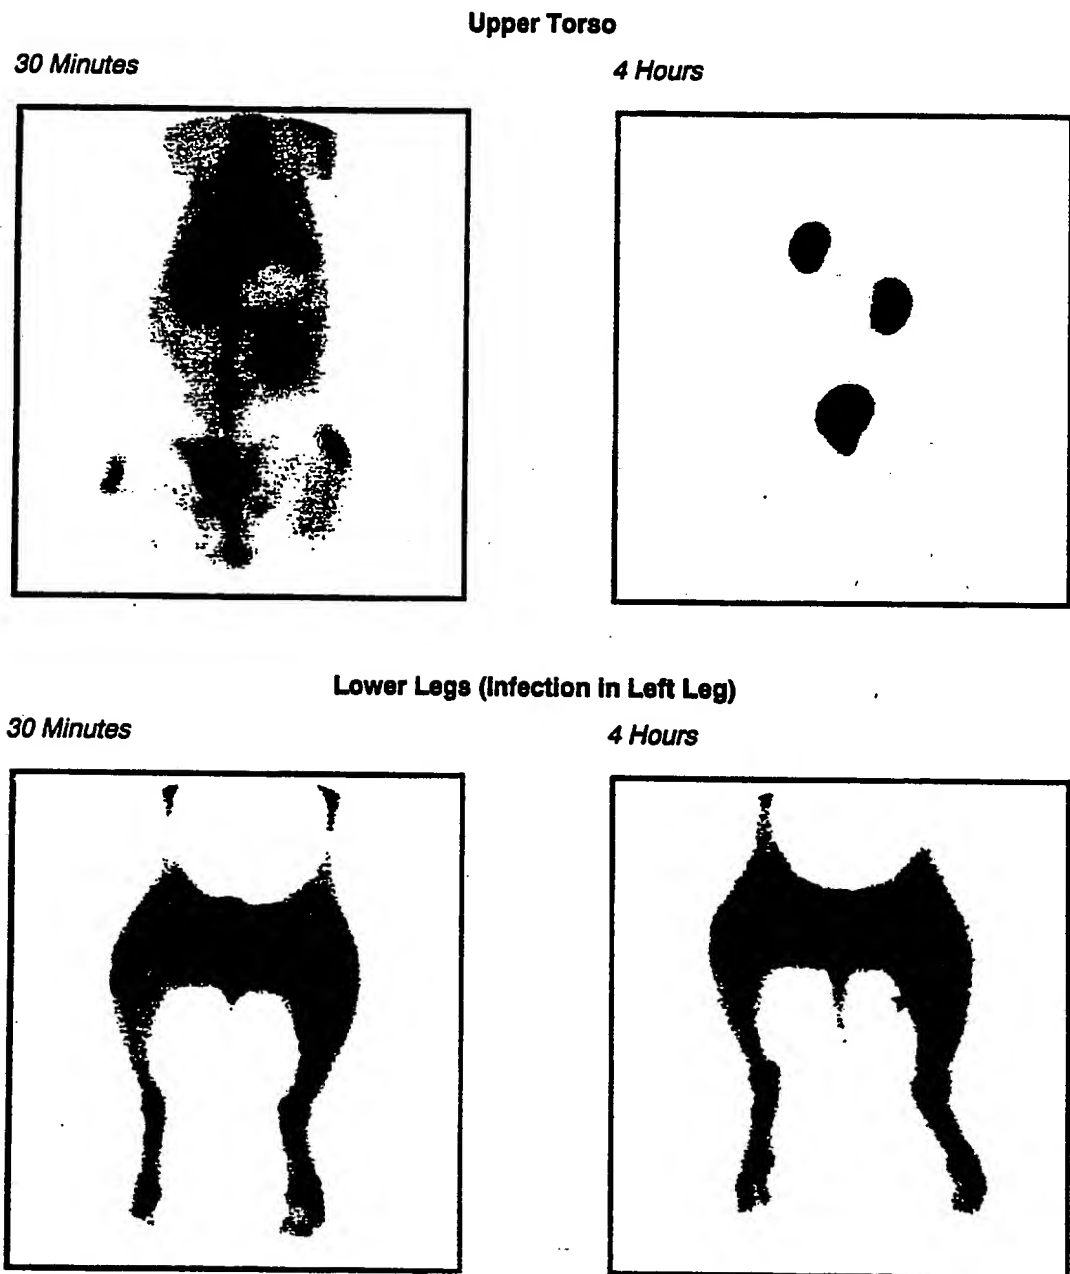 Upper Torso
30 Minutes
4 Hours
Lower Legs (Infection in Left Leg)
30 Minutes
4 Hours